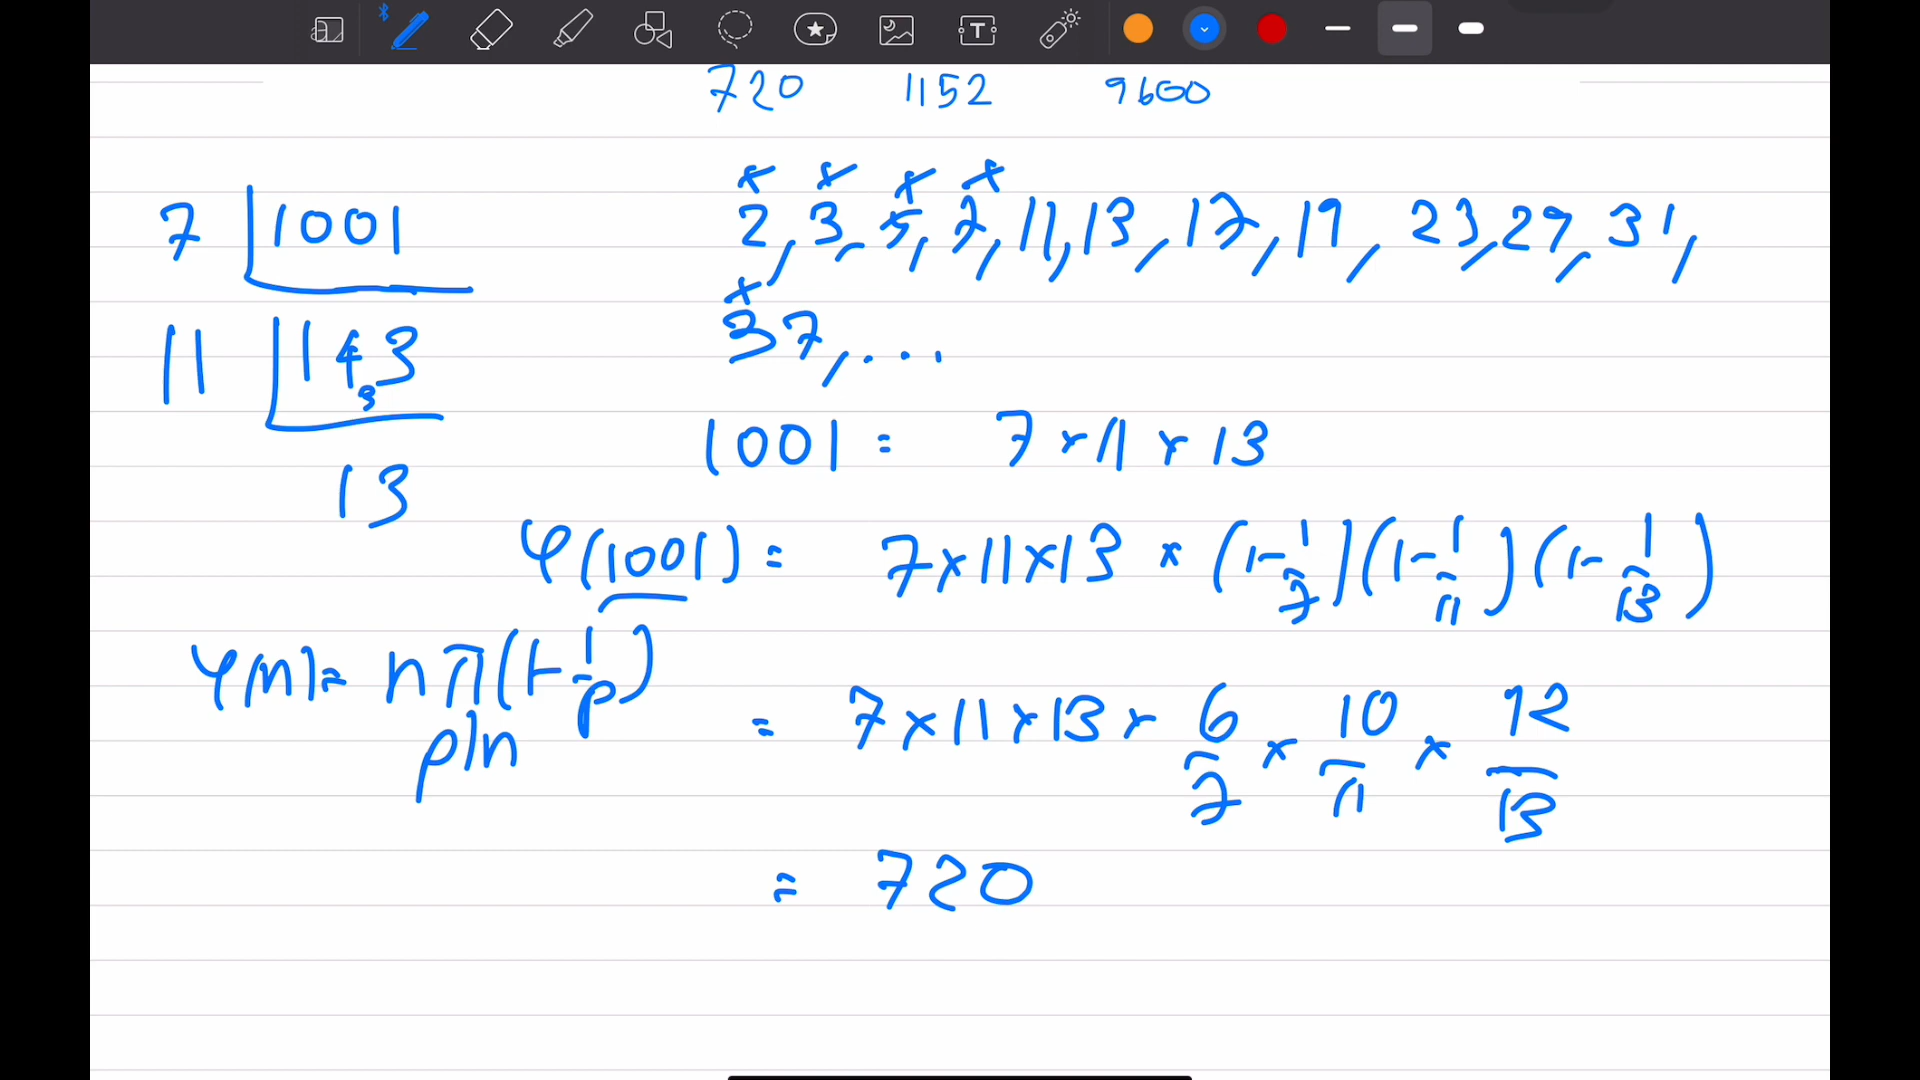 720 1152 9600
7 | 1001
2, 3, 5, 7, 11, 13, 17, 19, 23, 29, 31,
11 | 143
3
37, ...
1001 = 7 × 11 × 13
13
φ(1001) = 7×11×13 × (1-1/7)(1-1/11)(1-1/13)
φ(n) = n π (1-1/p)
p|n
= 7×11×13 × 6/7 × 10/11 × 12/13
= 720